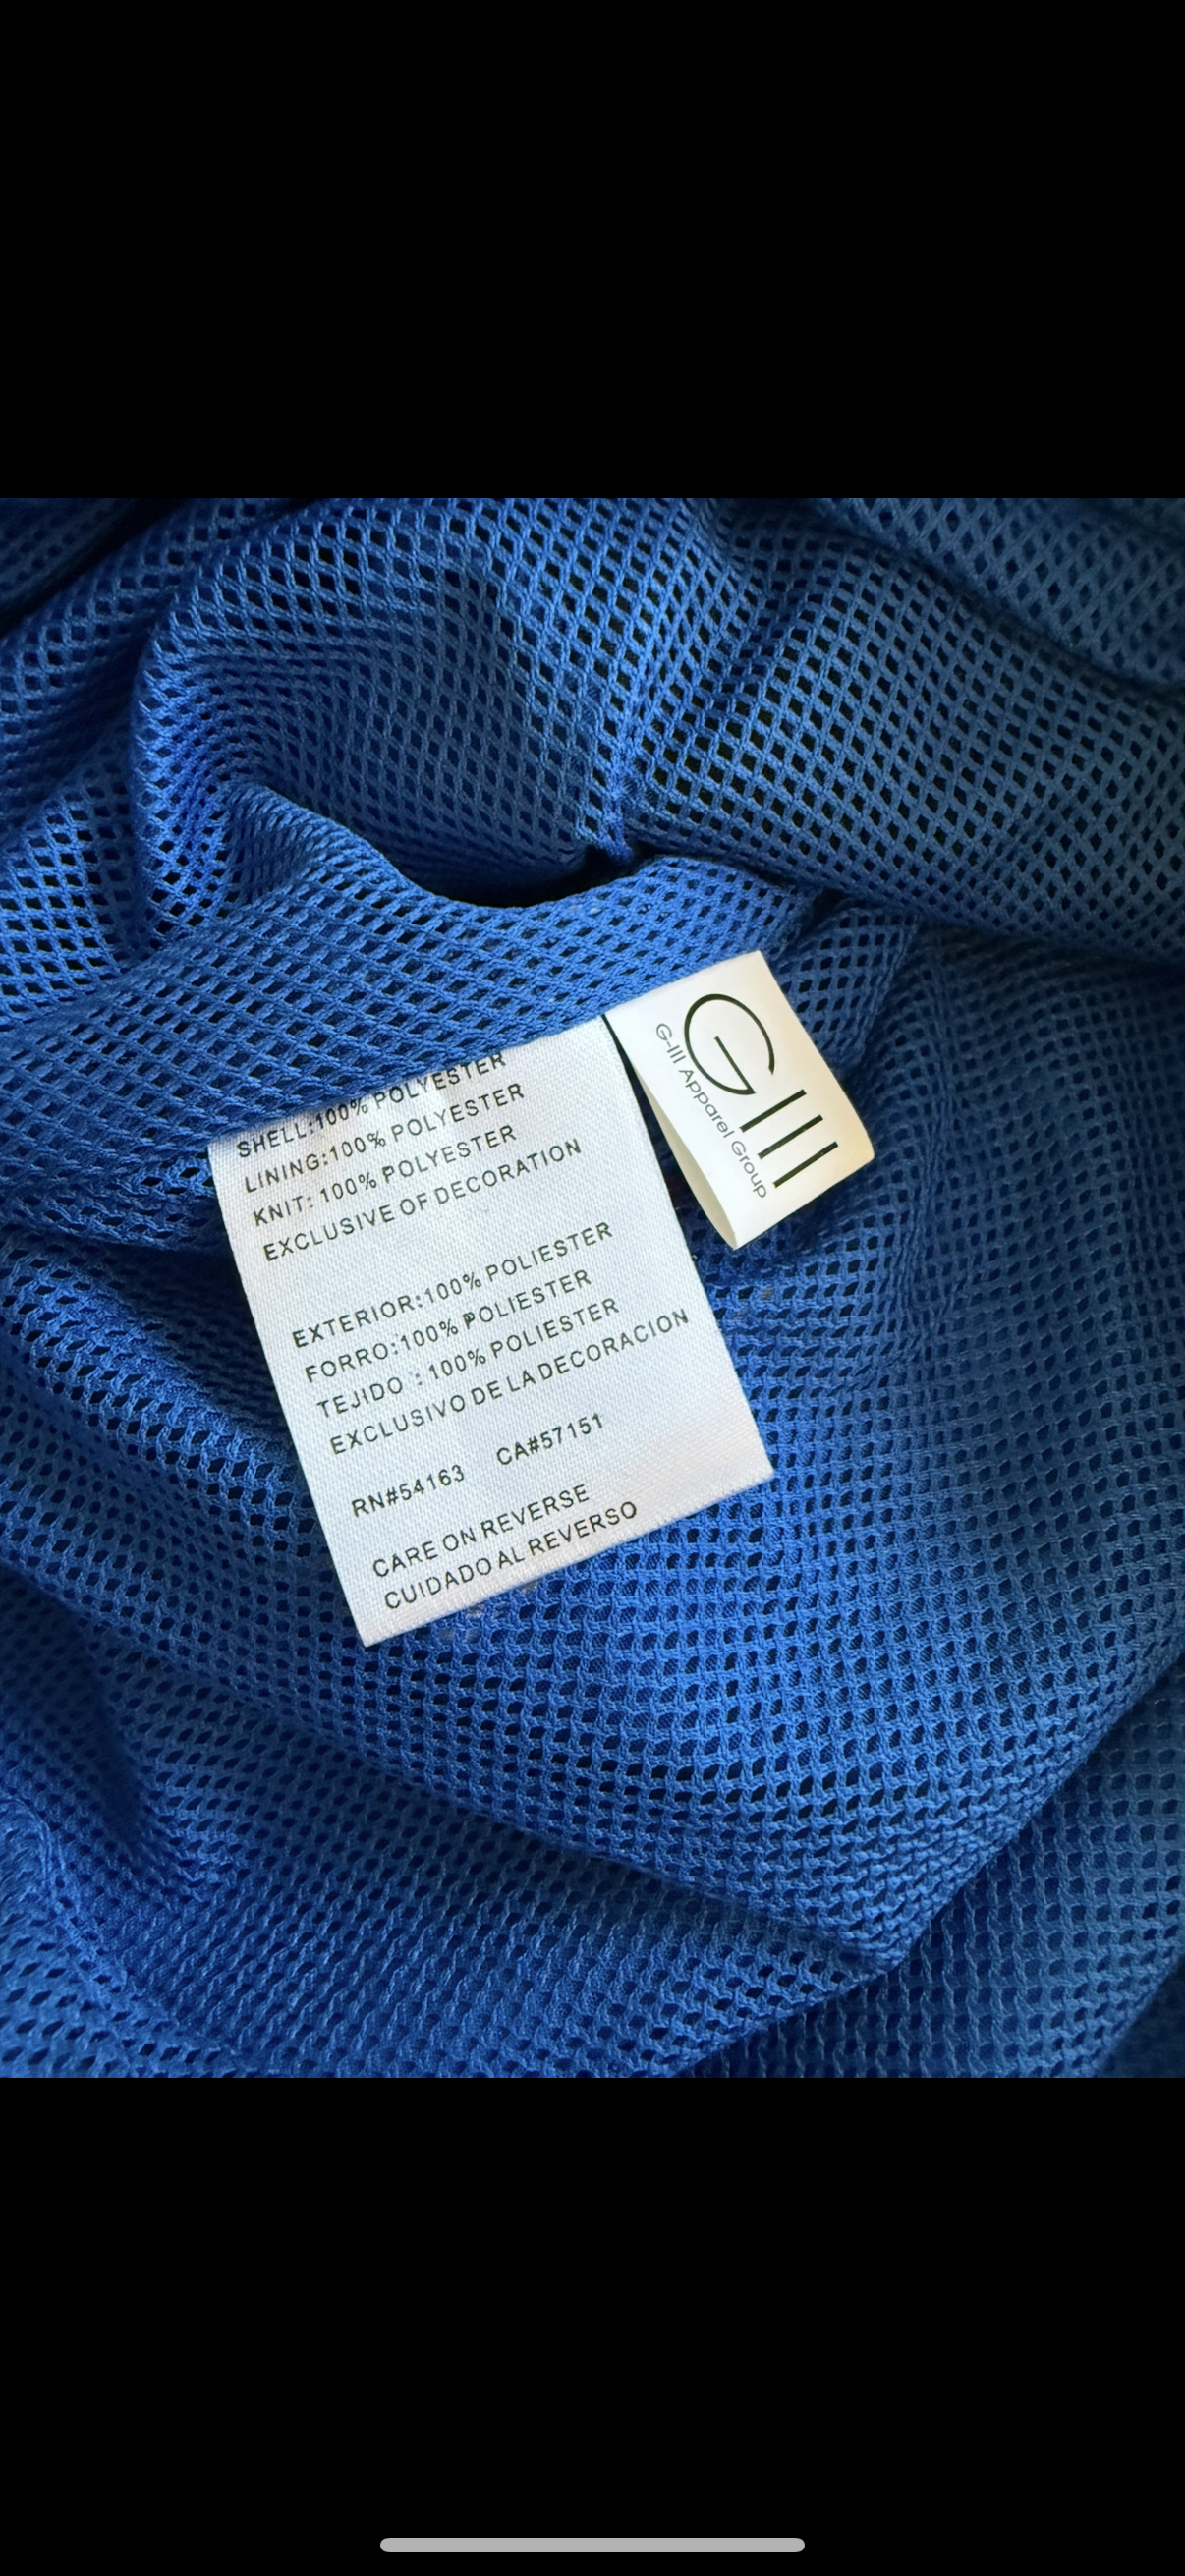 SHELL:100% POLYESTER
LINING:100% POLYESTER
KNIT: 100% POLYESTER
EXCLUSIVE OF DECORATION
EXTERIOR:100% POLIESTER
FORRO:100% POLIESTER
TEJIDO : 100% POLIESTER
EXCLUSIVO DE LA DECORACION
RN#54163 CA#57151
CARE ON REVERSE
CUIDADO AL REVERSO
GIII
G-III Apparel Group